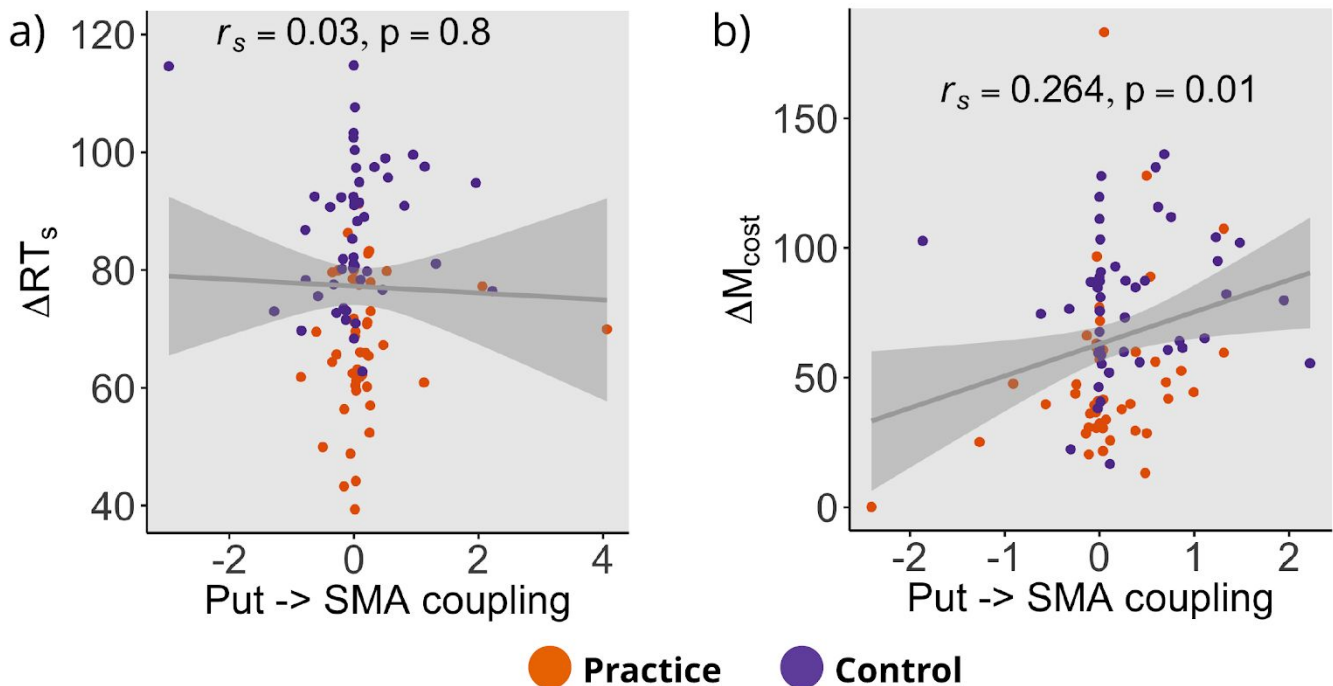 a)
r_s = 0.03, p = 0.8
120
100
80
60
40
ΔRT_s
-2 0 2 4
Put -> SMA coupling
b)
r_s = 0.264, p = 0.01
150
100
50
0
ΔM_cost
-2 -1 0 1 2
Put -> SMA coupling
Practice Control